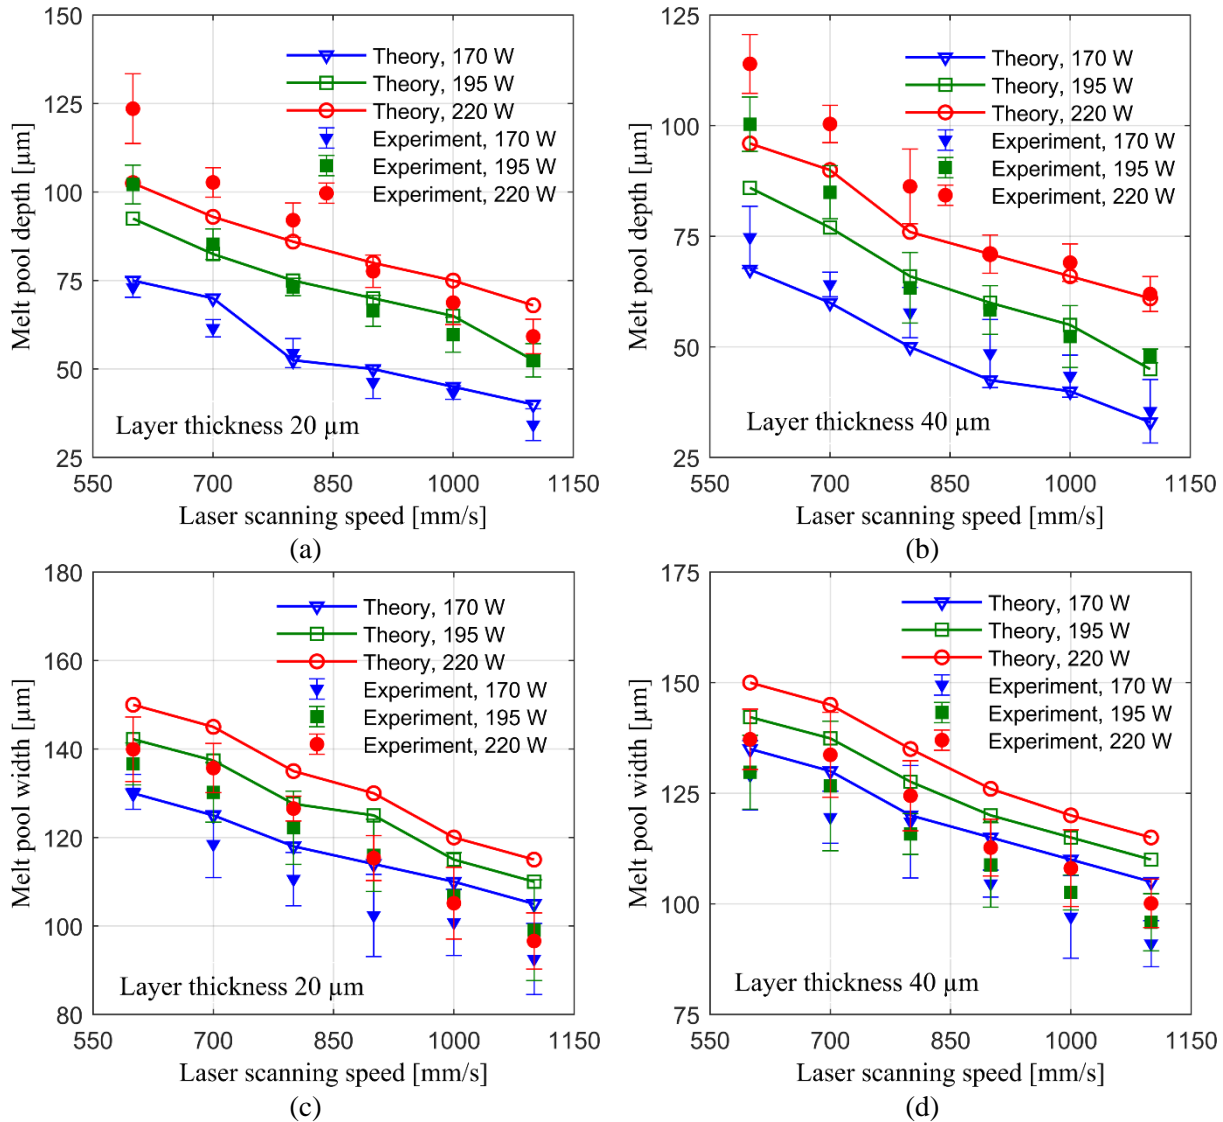 150
125
100
75
50
25
Melt pool depth [µm]
Theory, 170 W
Theory, 195 W
Theory, 220 W
Experiment, 170 W
Experiment, 195 W
Experiment, 220 W
Layer thickness 20 µm
550 700 850 1000 1150
Laser scanning speed [mm/s]
(a)
125
100
75
50
25
Melt pool depth [µm]
Theory, 170 W
Theory, 195 W
Theory, 220 W
Experiment, 170 W
Experiment, 195 W
Experiment, 220 W
Layer thickness 40 µm
550 700 850 1000 1150
Laser scanning speed [mm/s]
(b)
180
160
140
120
100
80
Melt pool width [µm]
Theory, 170 W
Theory, 195 W
Theory, 220 W
Experiment, 170 W
Experiment, 195 W
Experiment, 220 W
Layer thickness 20 µm
550 700 850 1000 1150
Laser scanning speed [mm/s]
(c)
175
150
125
100
75
Melt pool width [µm]
Theory, 170 W
Theory, 195 W
Theory, 220 W
Experiment, 170 W
Experiment, 195 W
Experiment, 220 W
Layer thickness 40 µm
550 700 850 1000 1150
Laser scanning speed [mm/s]
(d)